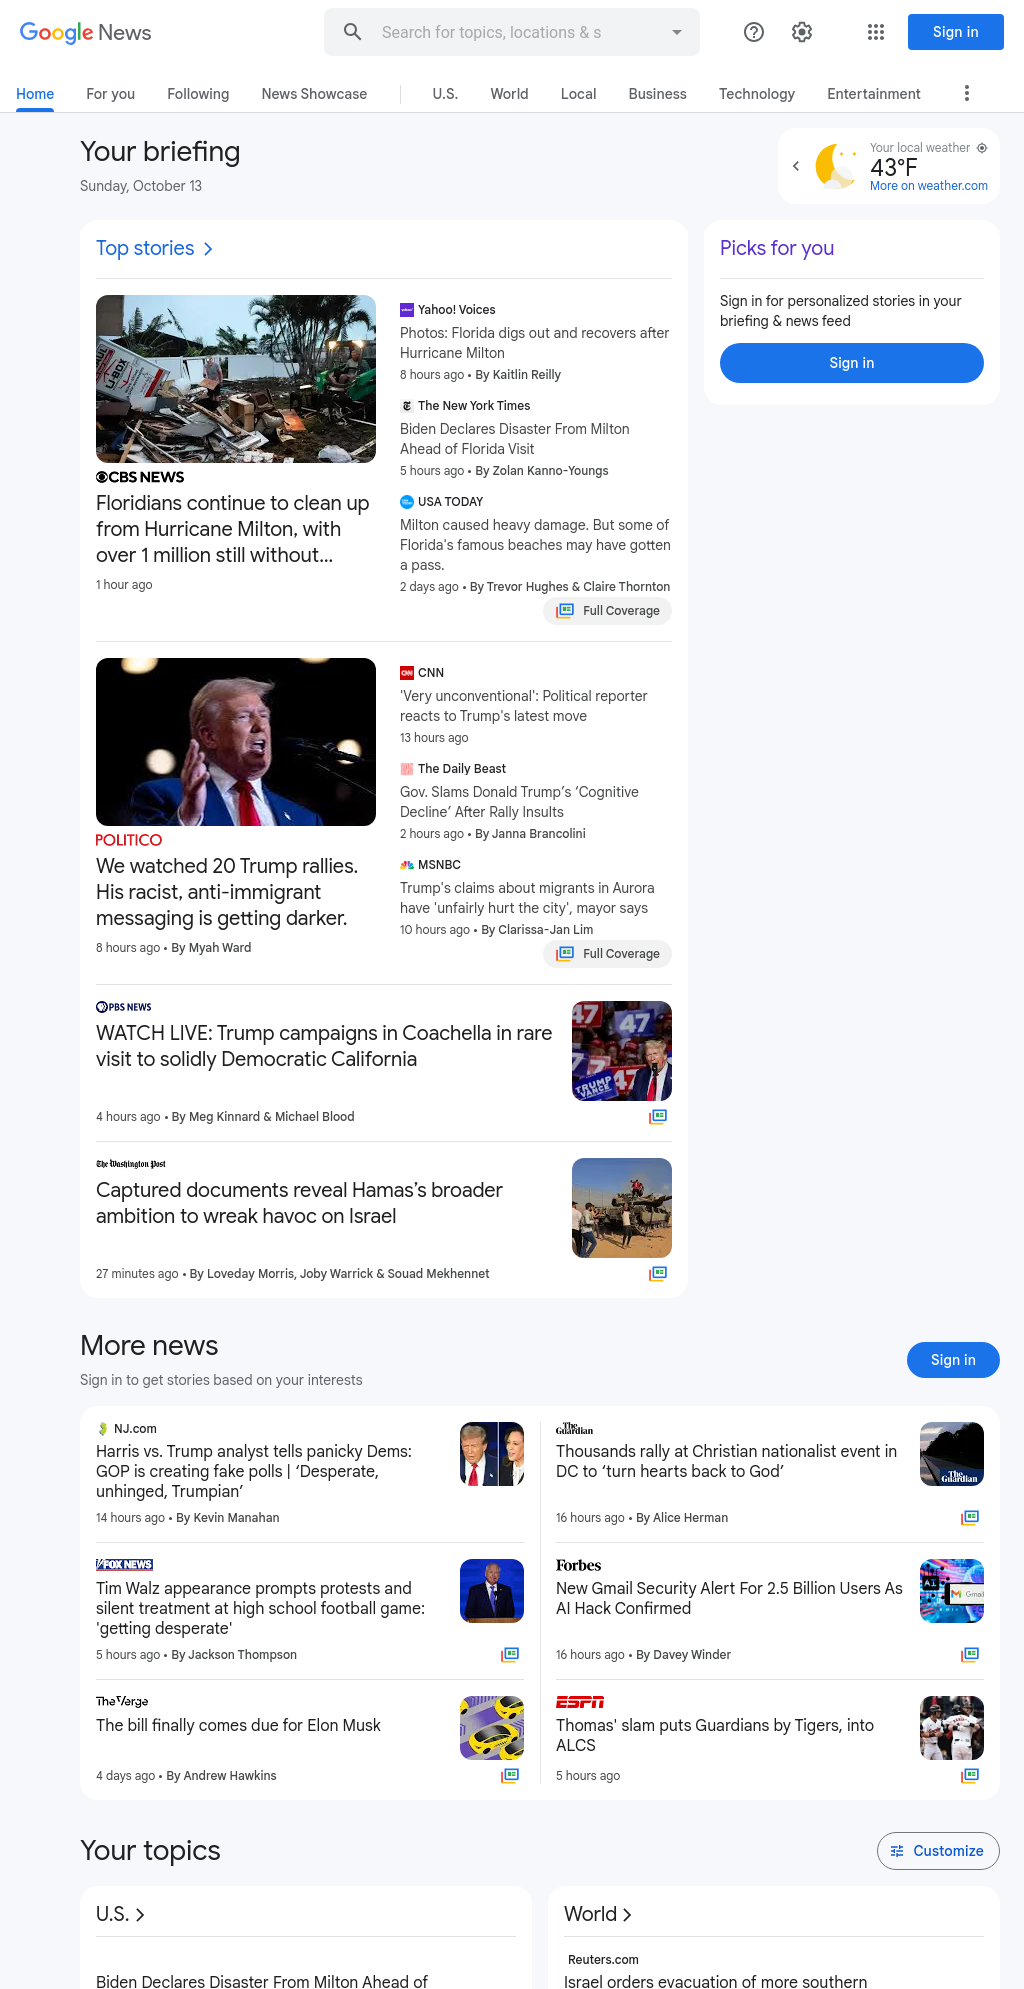 Google News
Search for topics, locations & s
Sign in
Home
For you
Following
News Showcase
U.S.
World
Local
Business
Technology
Entertainment
Your briefing
Sunday, October 13
Your local weather
43°F
More on weather.com
Top stories
CBS NEWS
Floridians continue to clean up
from Hurricane Milton, with
over 1 million still without...
1 hour ago
Yahoo! Voices
Photos: Florida digs out and recovers after
Hurricane Milton
8 hours ago • By Kaitlin Reilly
The New York Times
Biden Declares Disaster From Milton
Ahead of Florida Visit
5 hours ago • By Zolan Kanno-Youngs
USA TODAY
Milton caused heavy damage. But some of
Florida's famous beaches may have gotten
a pass.
2 days ago • By Trevor Hughes & Claire Thornton
Full Coverage
Picks for you
Sign in for personalized stories in your
briefing & news feed
Sign in
POLITICO
We watched 20 Trump rallies.
His racist, anti-immigrant
messaging is getting darker.
8 hours ago • By Myah Ward
CNN
'Very unconventional': Political reporter
reacts to Trump's latest move
13 hours ago
The Daily Beast
Gov. Slams Donald Trump’s ‘Cognitive
Decline’ After Rally Insults
2 hours ago • By Janna Brancolini
MSNBC
Trump's claims about migrants in Aurora
have 'unfairly hurt the city', mayor says
10 hours ago • By Clarissa-Jan Lim
Full Coverage
PBS NEWS
WATCH LIVE: Trump campaigns in Coachella in rare
visit to solidly Democratic California
4 hours ago • By Meg Kinnard & Michael Blood
47
47
TRUMP
VANCE
47
The Washington Post
Captured documents reveal Hamas’s broader
ambition to wreak havoc on Israel
27 minutes ago • By Loveday Morris, Joby Warrick & Souad Mekhennet
More news
Sign in to get stories based on your interests
Sign in
NJ.com
Harris vs. Trump analyst tells panicky Dems:
GOP is creating fake polls | ‘Desperate,
unhinged, Trumpian’
14 hours ago • By Kevin Manahan
The Guardian
Thousands rally at Christian nationalist event in
DC to ‘turn hearts back to God’
16 hours ago • By Alice Herman
The Guardian
FOX NEWS
Tim Walz appearance prompts protests and
silent treatment at high school football game:
'getting desperate'
5 hours ago • By Jackson Thompson
Forbes
New Gmail Security Alert For 2.5 Billion Users As
AI Hack Confirmed
16 hours ago • By Davey Winder
AI
Gmail
The Verge
The bill finally comes due for Elon Musk
4 days ago • By Andrew Hawkins
ESPN
Thomas' slam puts Guardians by Tigers, into
ALCS
5 hours ago
Your topics
Customize
U.S.
Biden Declares Disaster From Milton Ahead of
World
Reuters.com
Israel orders evacuation of more southern